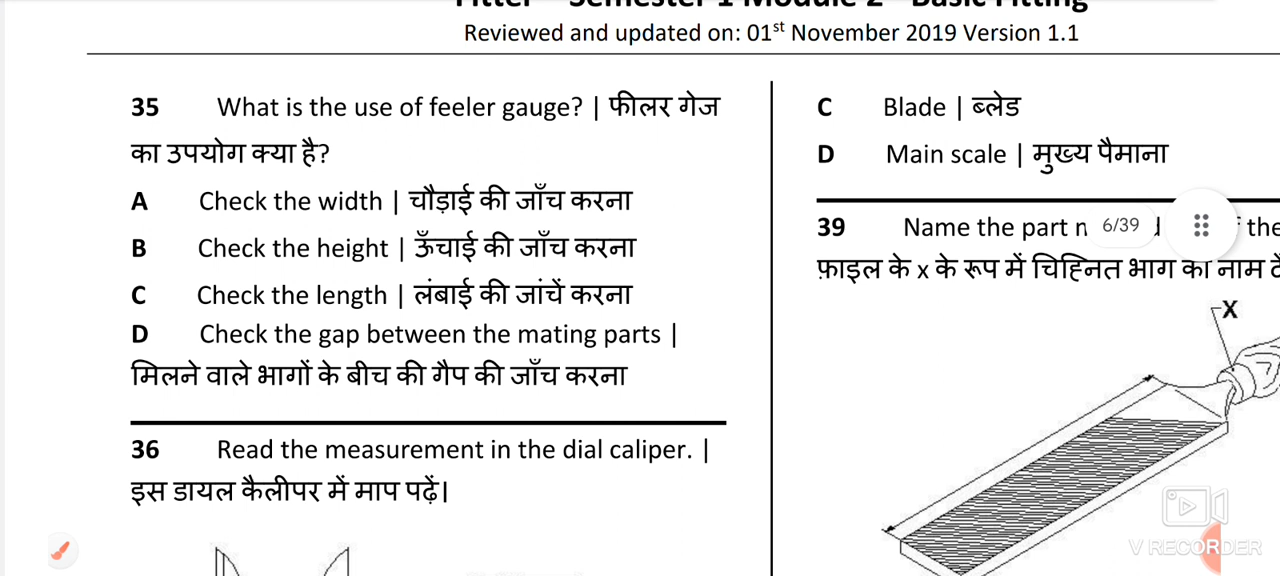 Reviewed and updated on: 01st November 2019 Version 1.1
35 What is the use of feeler gauge? | फीलर गेज
का उपयोग क्या है?
A Check the width | चौड़ाई की जाँच करना
B Check the height | ऊँचाई की जाँच करना
C Check the length | लंबाई की जांचें करना
D Check the gap between the mating parts |
मिलने वाले भागों के बीच की गैप की जाँच करना
36 Read the measurement in the dial caliper. |
इस डायल कैलीपर में माप पढ़ें।
C Blade | ब्लेड
D Main scale | मुख्य पैमाना
39 Name the part the
6/39
फ़ाइल के x के रूप में चिह्नित भाग का नाम
X
V RECORDER